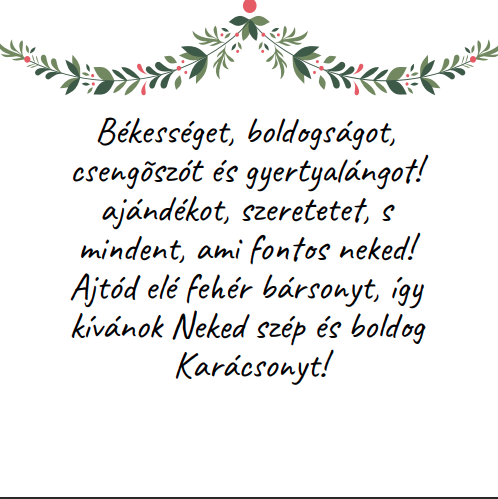 Békességet, boldogságot,
csengõszót és gyertyalángot!
ajándékot, szeretetet, s
mindent, ami fontos neked!
Ajtód elé fehér bársonyt, így
kívánok Neked szép és boldog
Karácsonyt!